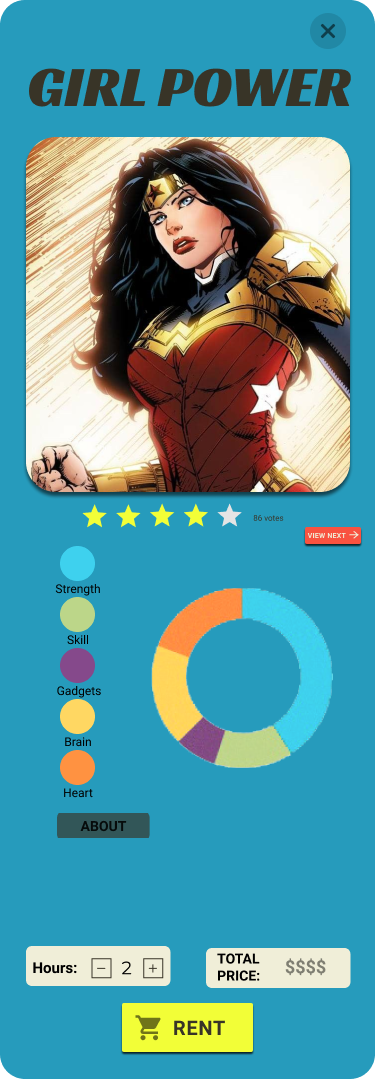 GIRL POWER
86 votes
VIEW NEXT
Strength
Skill
Gadgets
Brain
Heart
ABOUT
Hours: 2
TOTAL
PRICE: $$$$
RENT